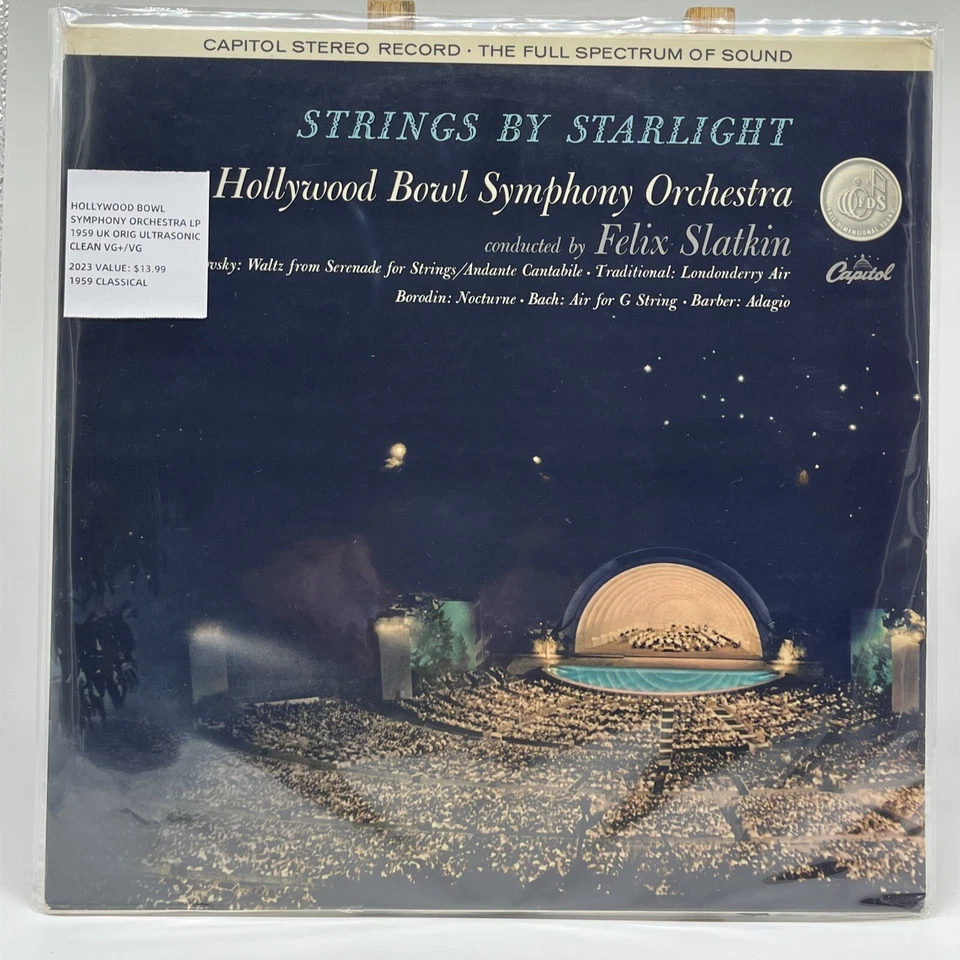 CAPITOL STEREO RECORD · THE FULL SPECTRUM OF SOUND
STRINGS BY STARLIGHT
Hollywood Bowl Symphony Orchestra
conducted by Felix Slatkin
vsky: Waltz from Serenade for Strings/Andante Cantabile • Traditional: Londonderry Air
Borodin: Nocturne • Bach: Air for G String • Barber: Adagio
FDS
Capitol
HOLLYWOOD BOWL
SYMPHONY ORCHESTRA LP
1959 UK ORIG ULTRASONIC
CLEAN VG+/VG
2023 VALUE: $13.99
1959 CLASSICAL